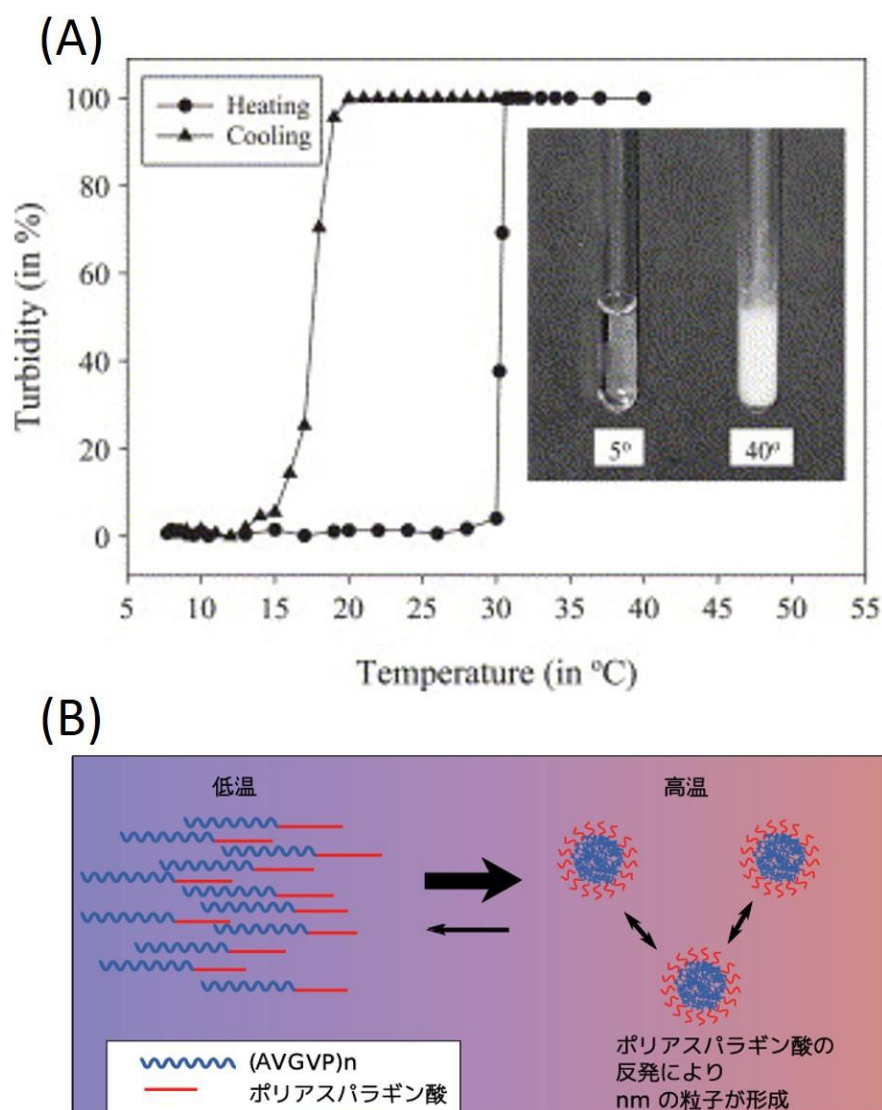 (A)
Heating
Cooling
Turbidity (in %)
100
80
60
40
20
0
5° 40°
5 10 15 20 25 30 35 40 45 50 55
Temperature (in °C)
(B)
低温 高温
(AVGVP)n
ポリアスパラギン酸
ポリアスパラギン酸の
反発により
nm の粒子が形成